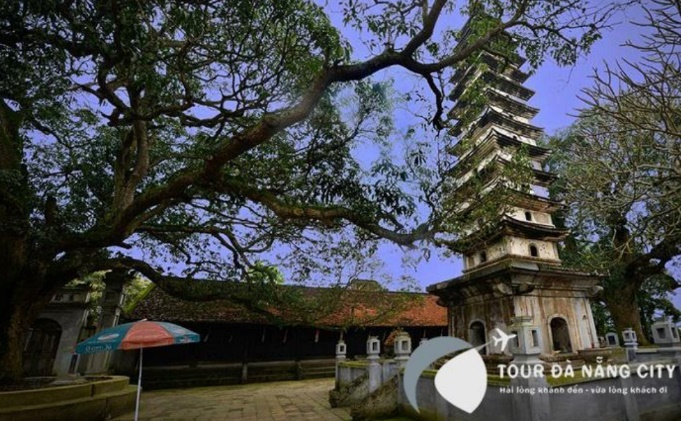 TOUR ĐÀ NẴNG CITY
Hài lòng khách đến - vừa lòng khách đi